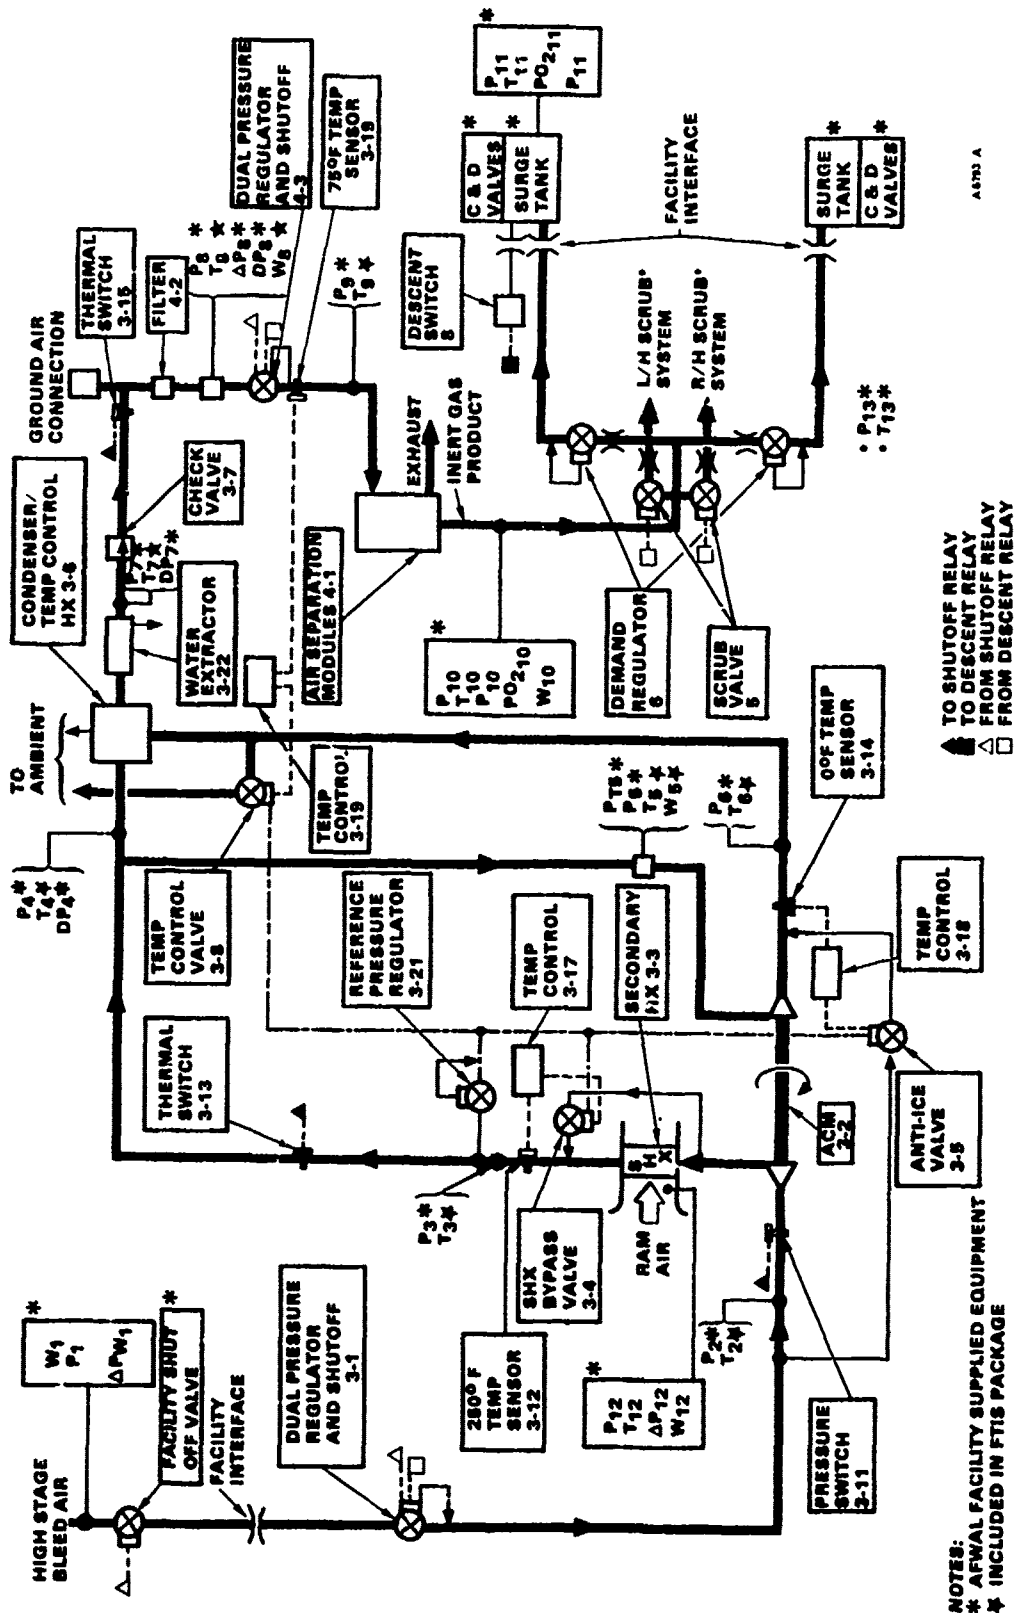 HIGH STAGE
BLEED AIR
*
W1
P1
ΔPW1
*
FACILITY SHUT
OFF VALVE
FACILITY
INTERFACE
DUAL PRESSURE
REGULATOR
AND SHUTOFF
3-1
THERMAL
SWITCH
3-13
P4*
T4*
DP4*
TO
AMBIENT
CONDENSER/
TEMP CONTROL
HX 3-6
GROUND AIR
CONNECTION
THERMAL
SWITCH
3-15
FILTER
4-2
P8 *
T8 ★
ΔP8*
DP8*
W8 ★
DUAL PRESSURE
REGULATOR
AND SHUTOFF
4-3
75°F TEMP
SENSOR
3-19
CHECK
VALVE
3-7
P7*
T7★
DP7*
WATER
EXTRACTOR
3-22
TEMP
CONTROL
VALVE
3-8
TEMP CONTROL
3-19
AIR SEPARATION
MODULES 4-1
P9*
T9★
EXHAUST
INERT GAS
PRODUCT
REFERENCE
PRESSURE
REGULATOR
3-21
P3*
T3★
250°F
TEMP
SENSOR
3-12
SHX
BYPASS
VALVE
3-4
TEMP
CONTROL
3-17
SECONDARY
HX 3-3
SHX
RAM
AIR
*
P12
T12
ΔP12
W12
*
P10
T10
P10
PO210
W10
DESCENT
SWITCH
8
C & D
VALVES
*
SURGE
TANK
*
*
P11
T11
PO211
P11
L/H SCRUB*
SYSTEM
R/H SCRUB*
SYSTEM
FACILITY
INTERFACE
SURGE
TANK
*
C & D
VALVES
*
• P13*
• T13*
DEMAND
REGULATOR
6
SCRUB
VALVE
5
PT5*
P5*
T5★
W5★
P6*
T6★
0°F TEMP
SENSOR
3-14
TEMP
CONTROL
3-18
ANTI-ICE
VALVE
3-5
ACM
3-2
P2*
T2★
PRESSURE
SWITCH
3-11
TO SHUTOFF RELAY
TO DESCENT RELAY
FROM SHUTOFF RELAY
FROM DESCENT RELAY
NOTES:
* AFWAL FACILITY SUPPLIED EQUIPMENT
★ INCLUDED IN FTIS PACKAGE